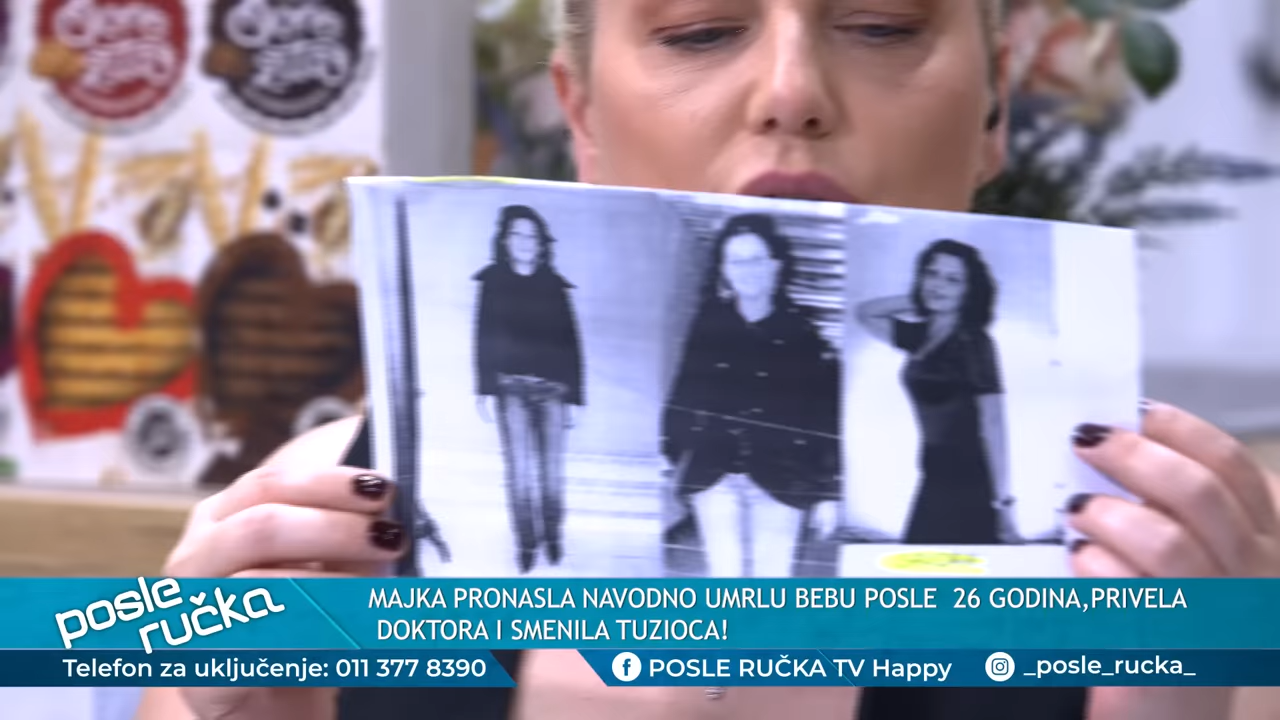 MAJKA PRONASLA NAVODNO UMRLU BEBU POSLE  26 GODINA,PRIVELA
DOKTORA I SMENILA TUZIOCA!
posle
ručka
Telefon za uključenje: 011 377 8390
POSLE RUČKA TV Happy
_posle_rucka_